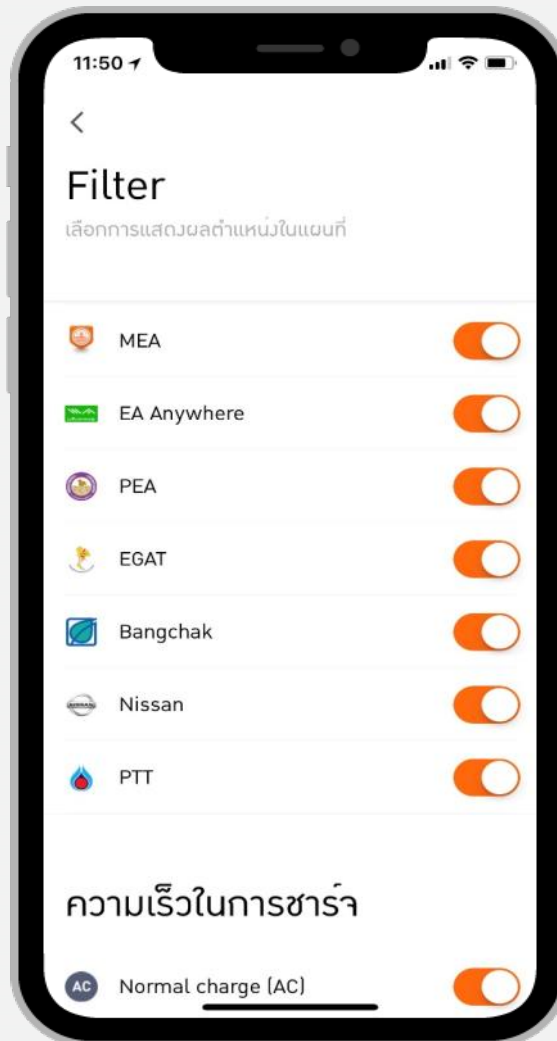 11:50
Filter
เลือกการแสดงผลตำแหน่งในแผนที่
MEA
EA Anywhere
PEA
EGAT
Bangchak
Nissan
PTT
ความเร็วในการชาร์จ
AC Normal charge (AC)